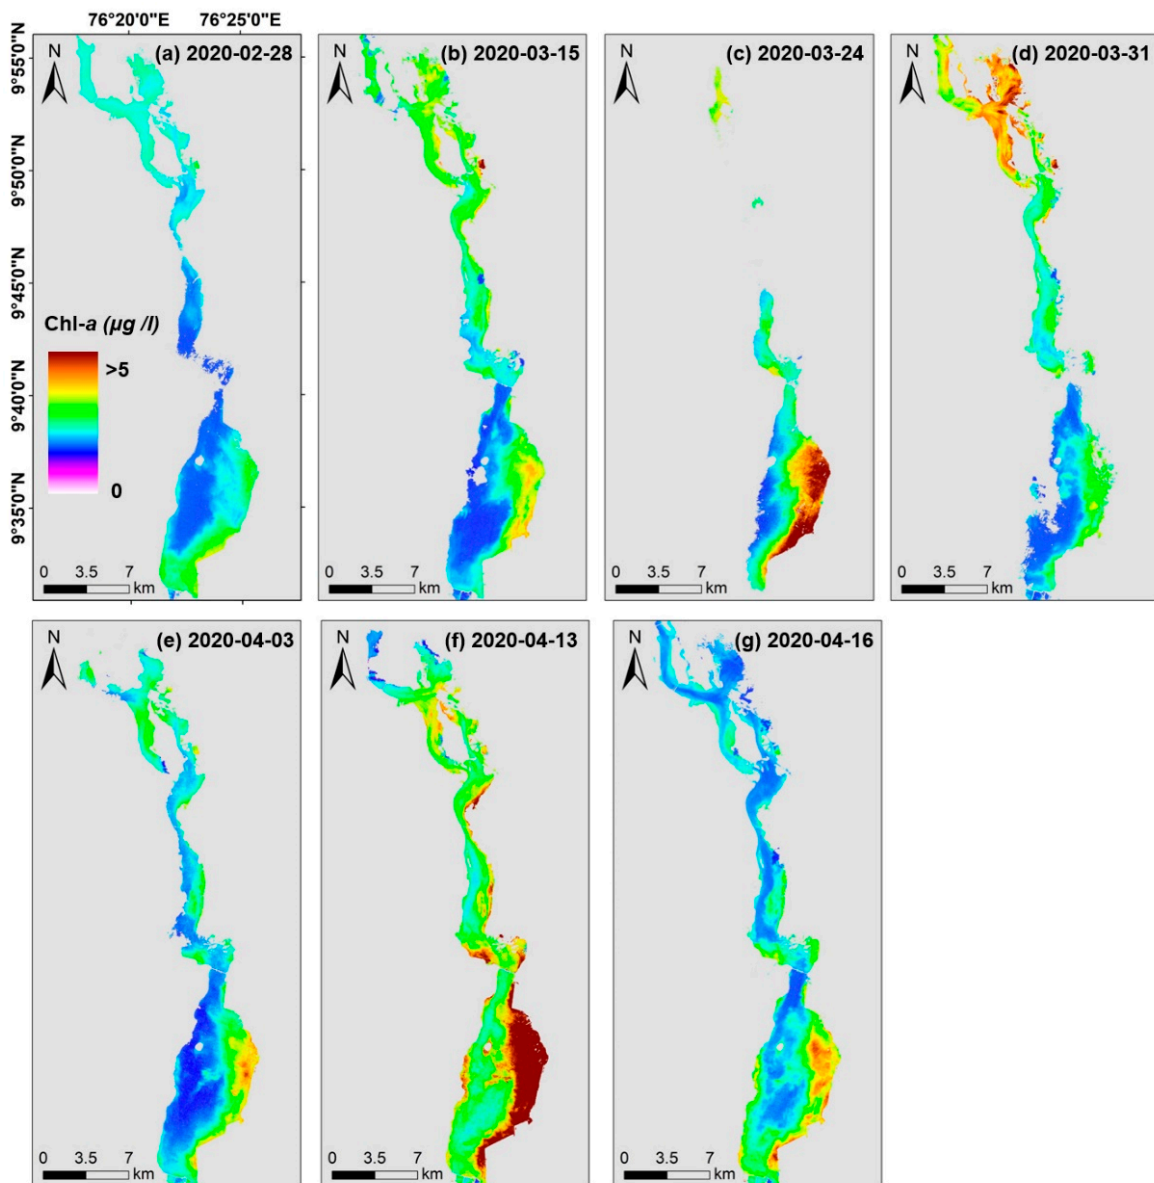 76°20'0"E 76°25'0"E
9°55'0"N
9°50'0"N
9°45'0"N
9°40'0"N
9°35'0"N
N
(a) 2020-02-28
Chl-a (µg /l)
>5
0
0 3.5 7
km
N
(b) 2020-03-15
0 3.5 7
km
N
(c) 2020-03-24
0 3.5 7
km
N
(d) 2020-03-31
0 3.5 7
km
N
(e) 2020-04-03
0 3.5 7
km
N
(f) 2020-04-13
0 3.5 7
km
N
(g) 2020-04-16
0 3.5 7
km